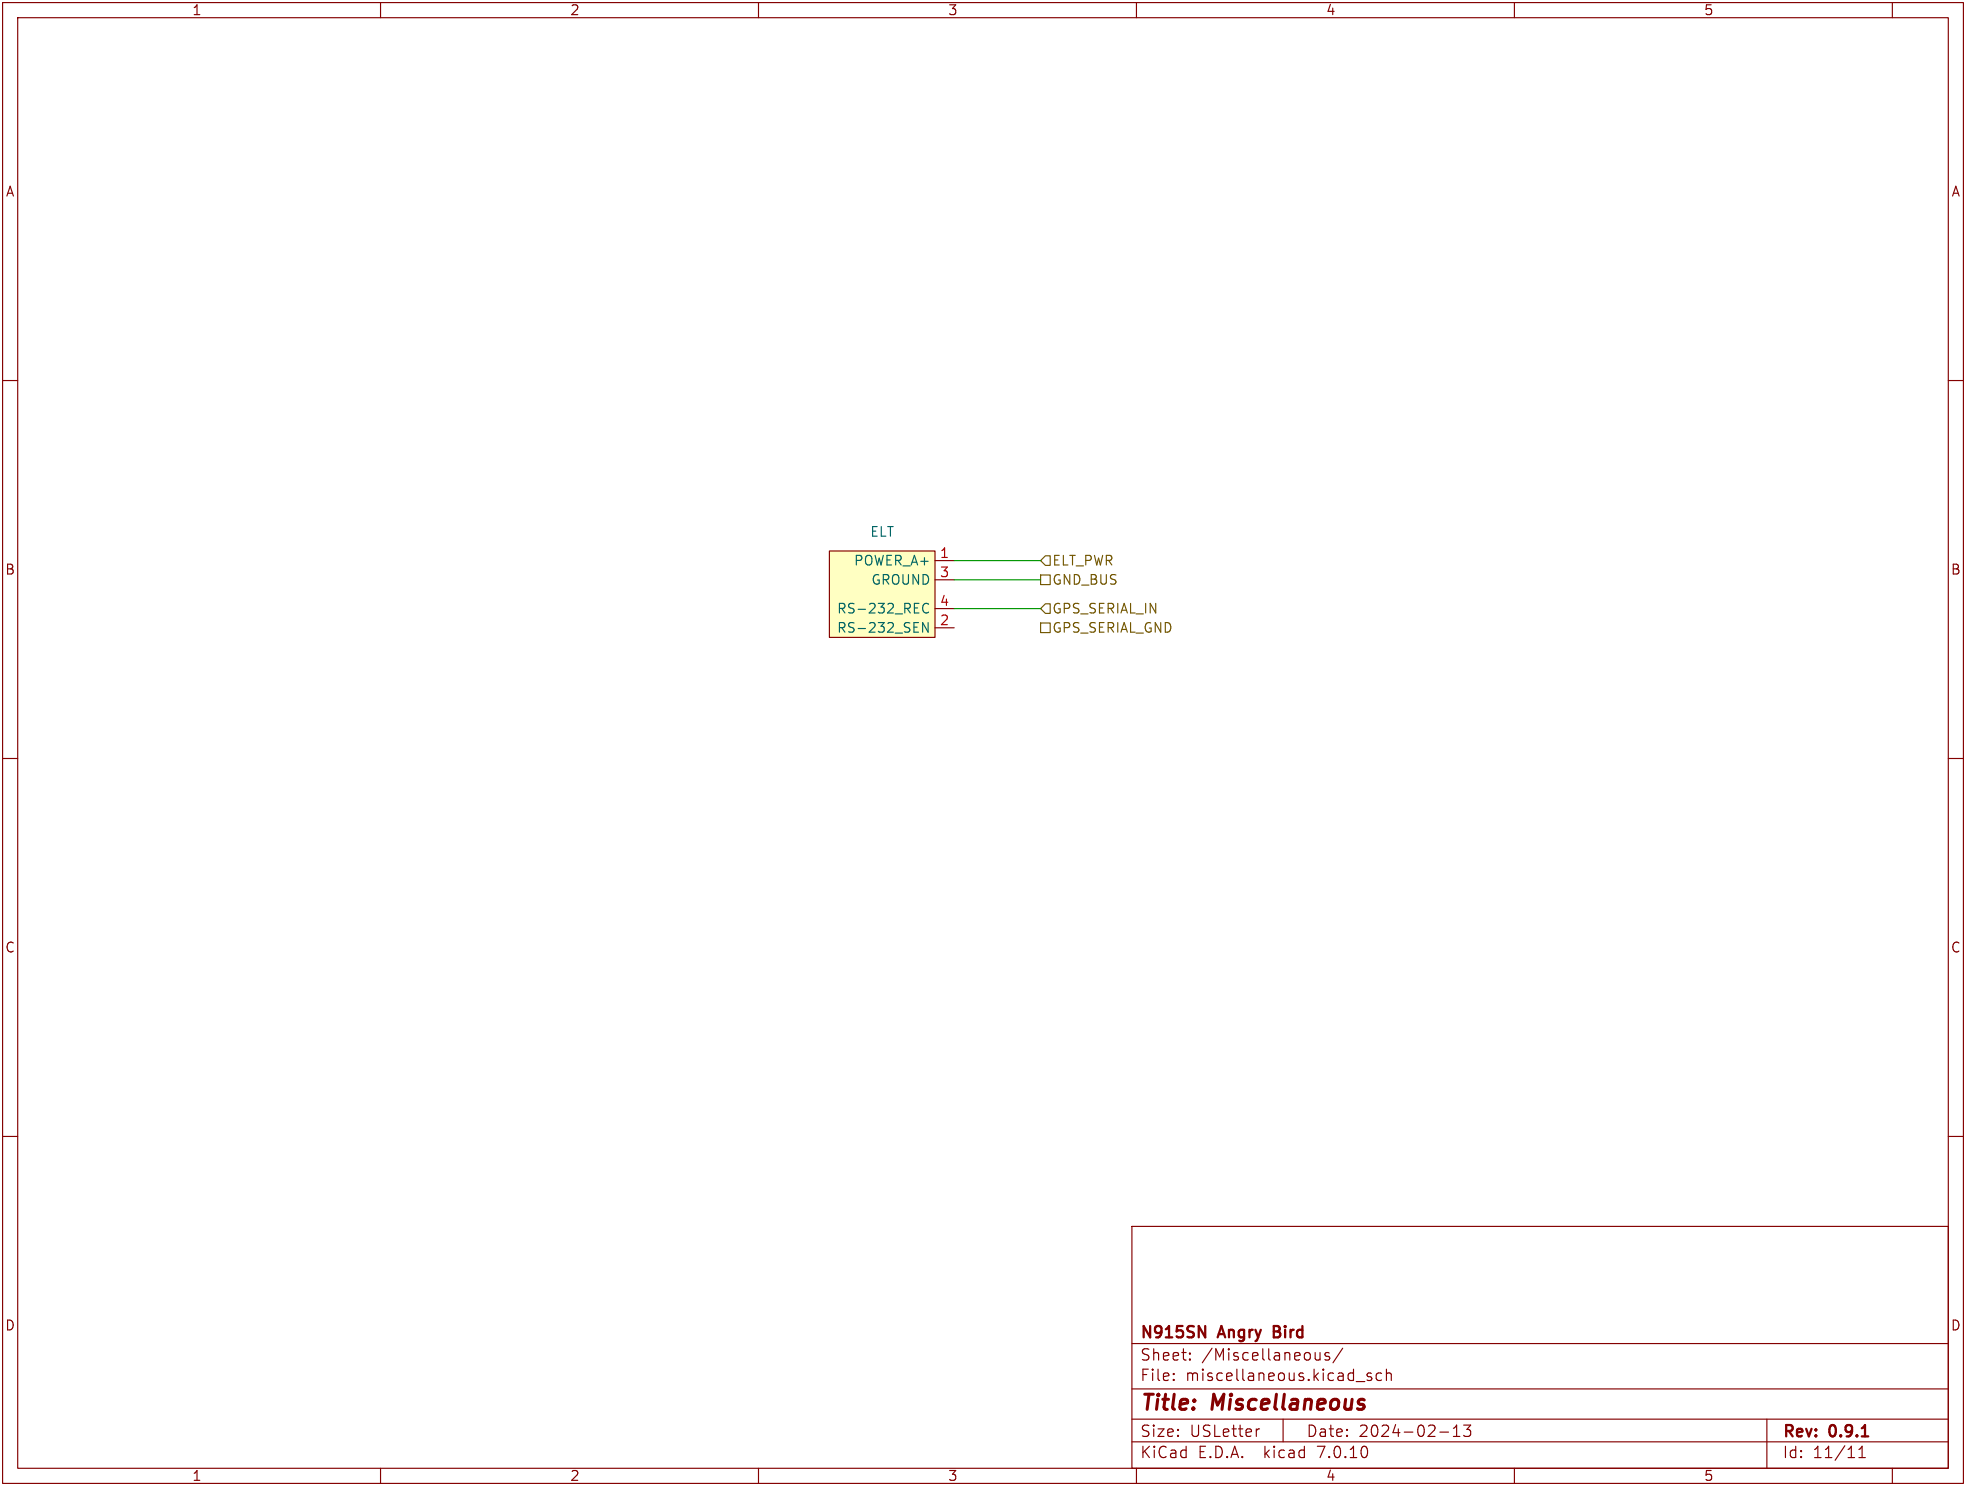 1 2 3 4 5
A A
ELT
POWER_A+ 1 ELT_PWR
B B
GROUND 3 GND_BUS
RS-232_REC 4 GPS_SERIAL_IN
RS-232_SEN 2 GPS_SERIAL_GND
C C
D D
N915SN Angry Bird
Sheet: /Miscellaneous/
File: miscellaneous.kicad_sch
Title: Miscellaneous
Size: USLetter Date: 2024-02-13 Rev: 0.9.1
KiCad E.D.A. kicad 7.0.10 Id: 11/11
1 2 3 4 5